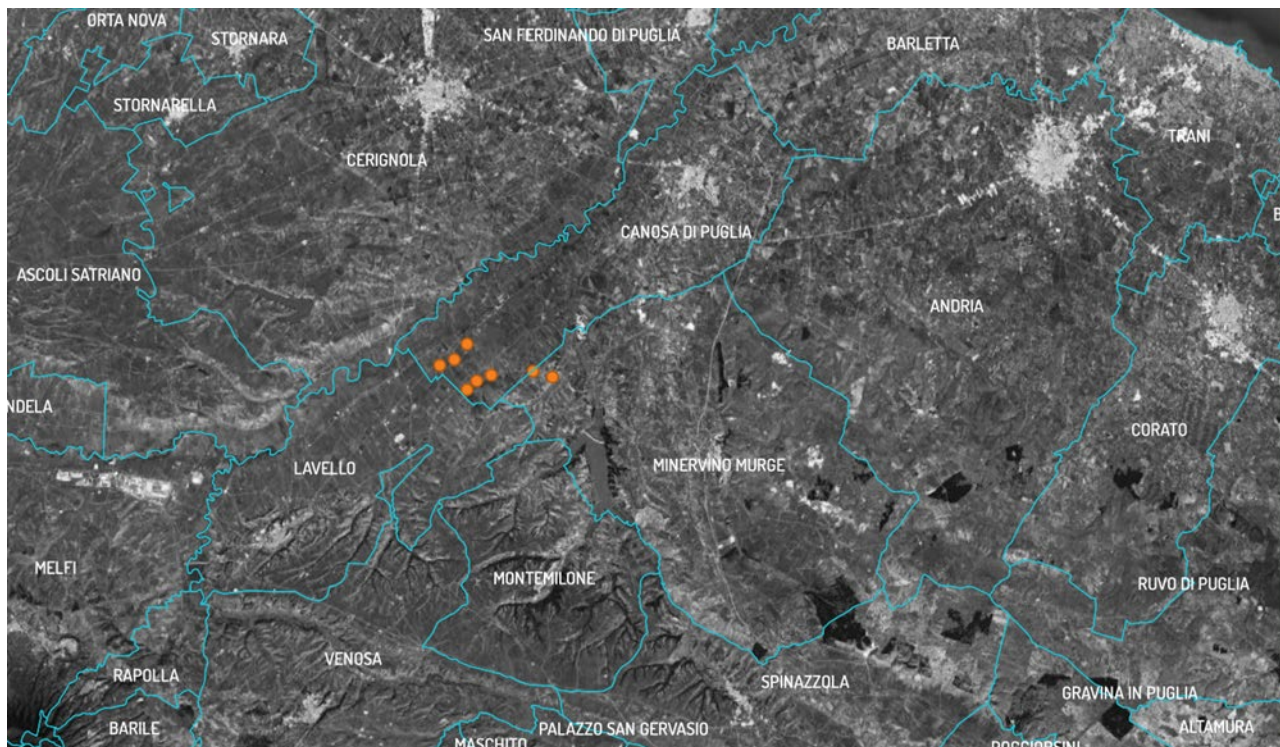 ORTA NOVA
STORNARA
SAN FERDINANDO DI PUGLIA
BARLETTA
STORNARELLA
TRANI
CERIGNOLA
CANOSA DI PUGLIA
ASCOLI SATRIANO
ANDRIA
NDELA
CORATO
LAVELLO
MINERVINO MURGE
MELFI
MONTEMILONE
RUVO DI PUGLIA
VENOSA
RAPOLLA
SPINAZZOLA
GRAVINA IN PUGLIA
BARILE
PALAZZO SAN GERVASIO
ALTAMURA
MASCHITO